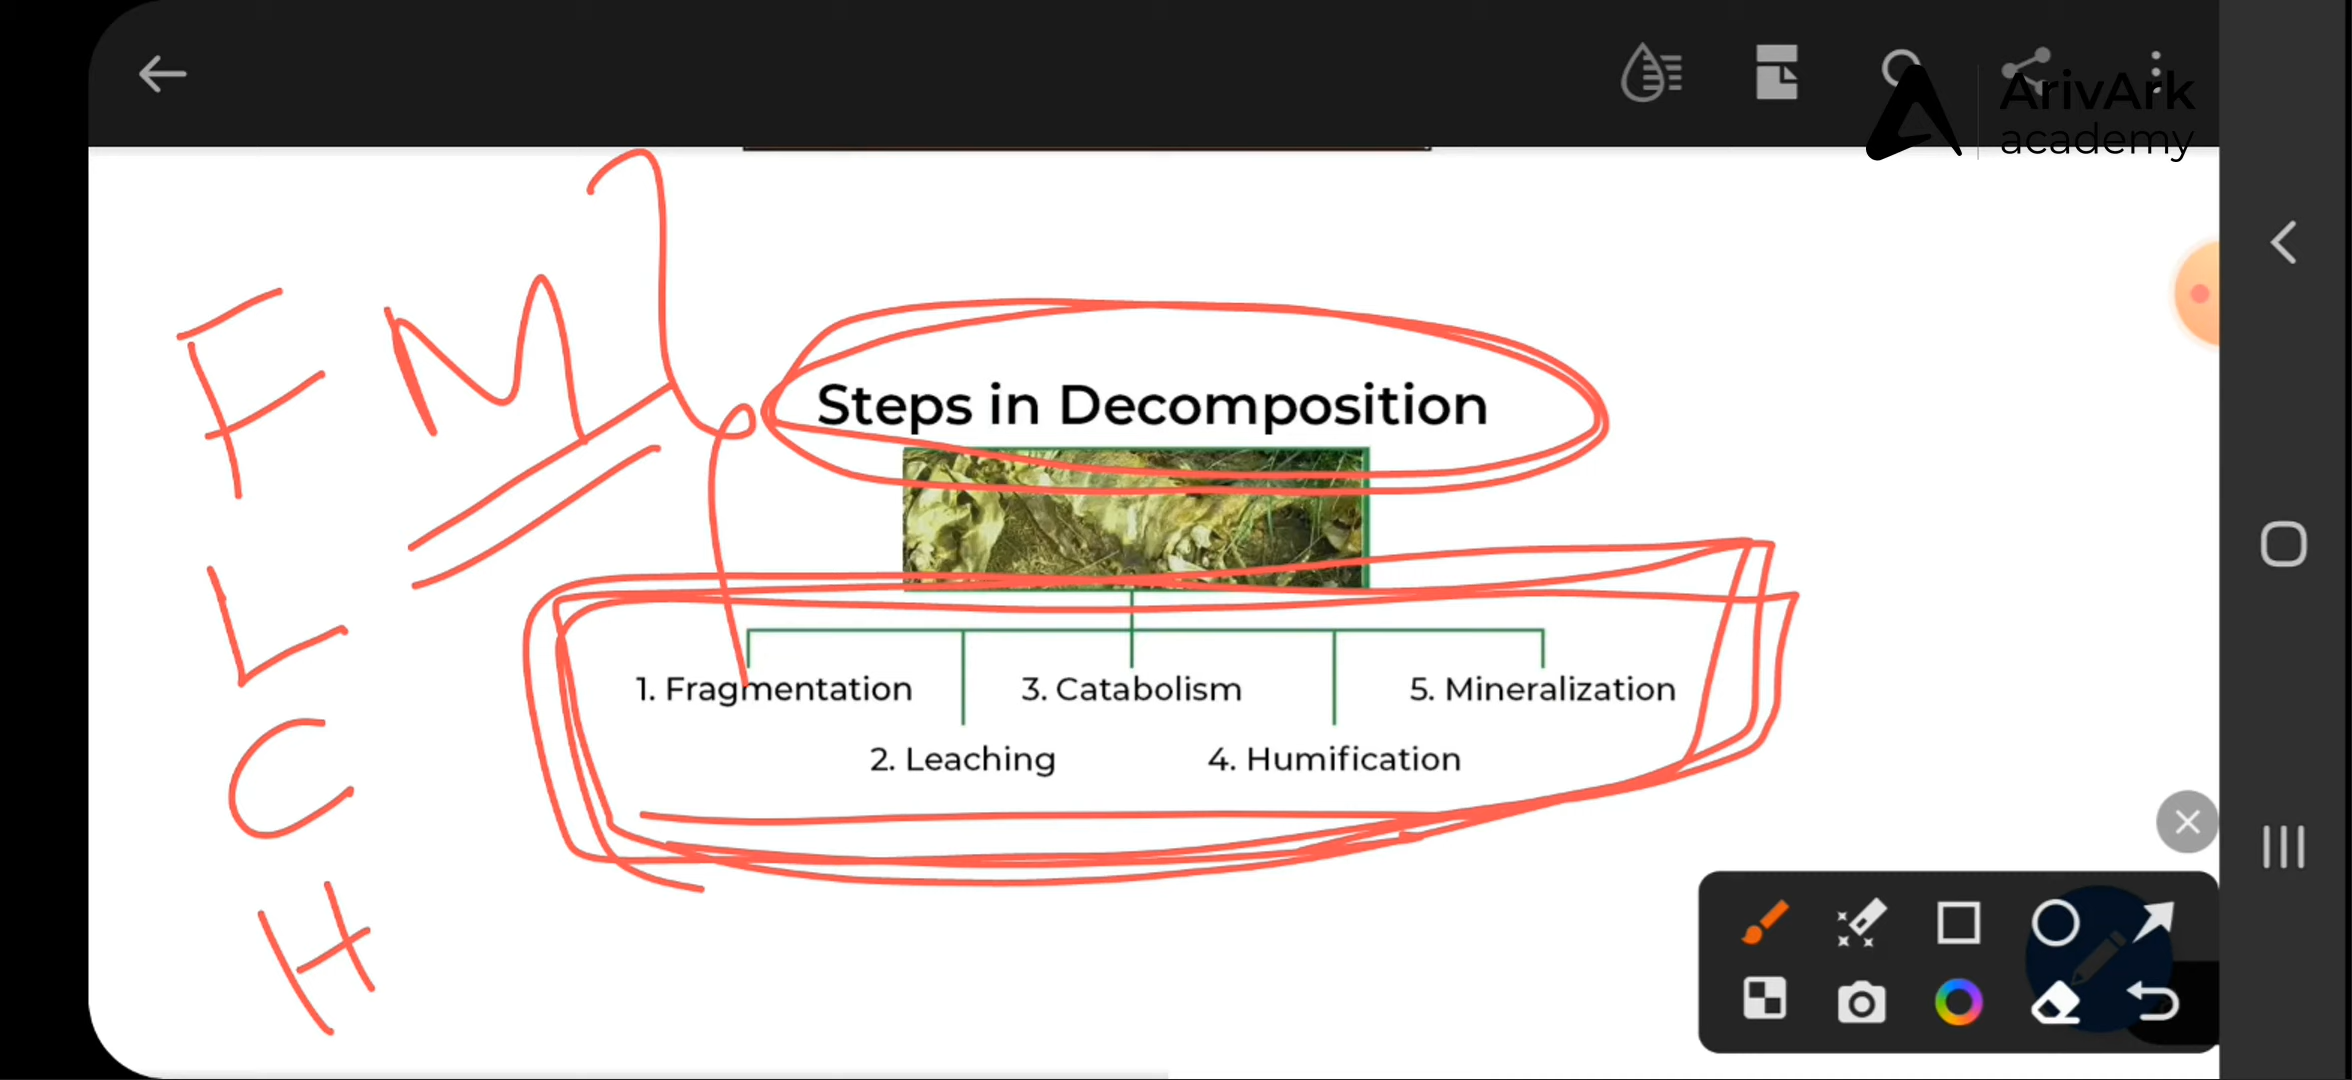 ArivArk
academy
F M
Steps in Decomposition
L
1. Fragmentation 3. Catabolism 5. Mineralization
2. Leaching 4. Humification
C
H